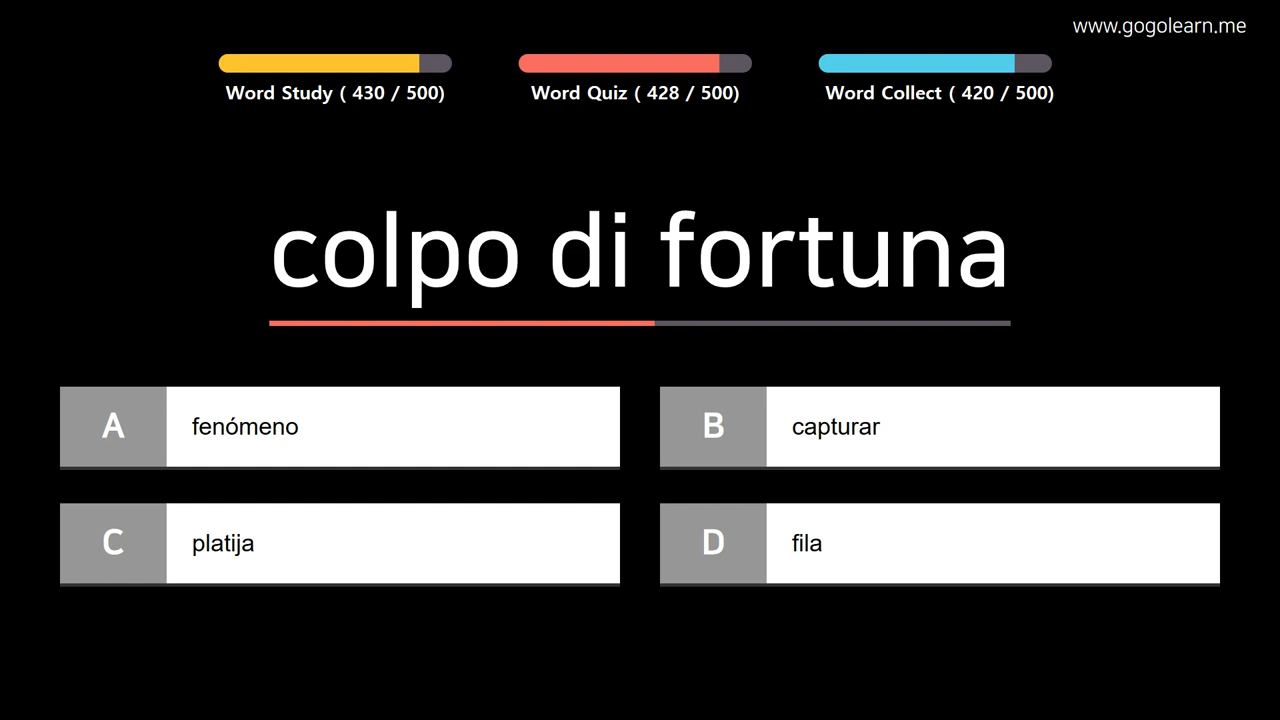 www.gogolearn.me
Word Study ( 430 / 500)
Word Quiz ( 428 / 500)
Word Collect ( 420 / 500)
colpo di fortuna
A fenómeno
B capturar
C platija
D fila